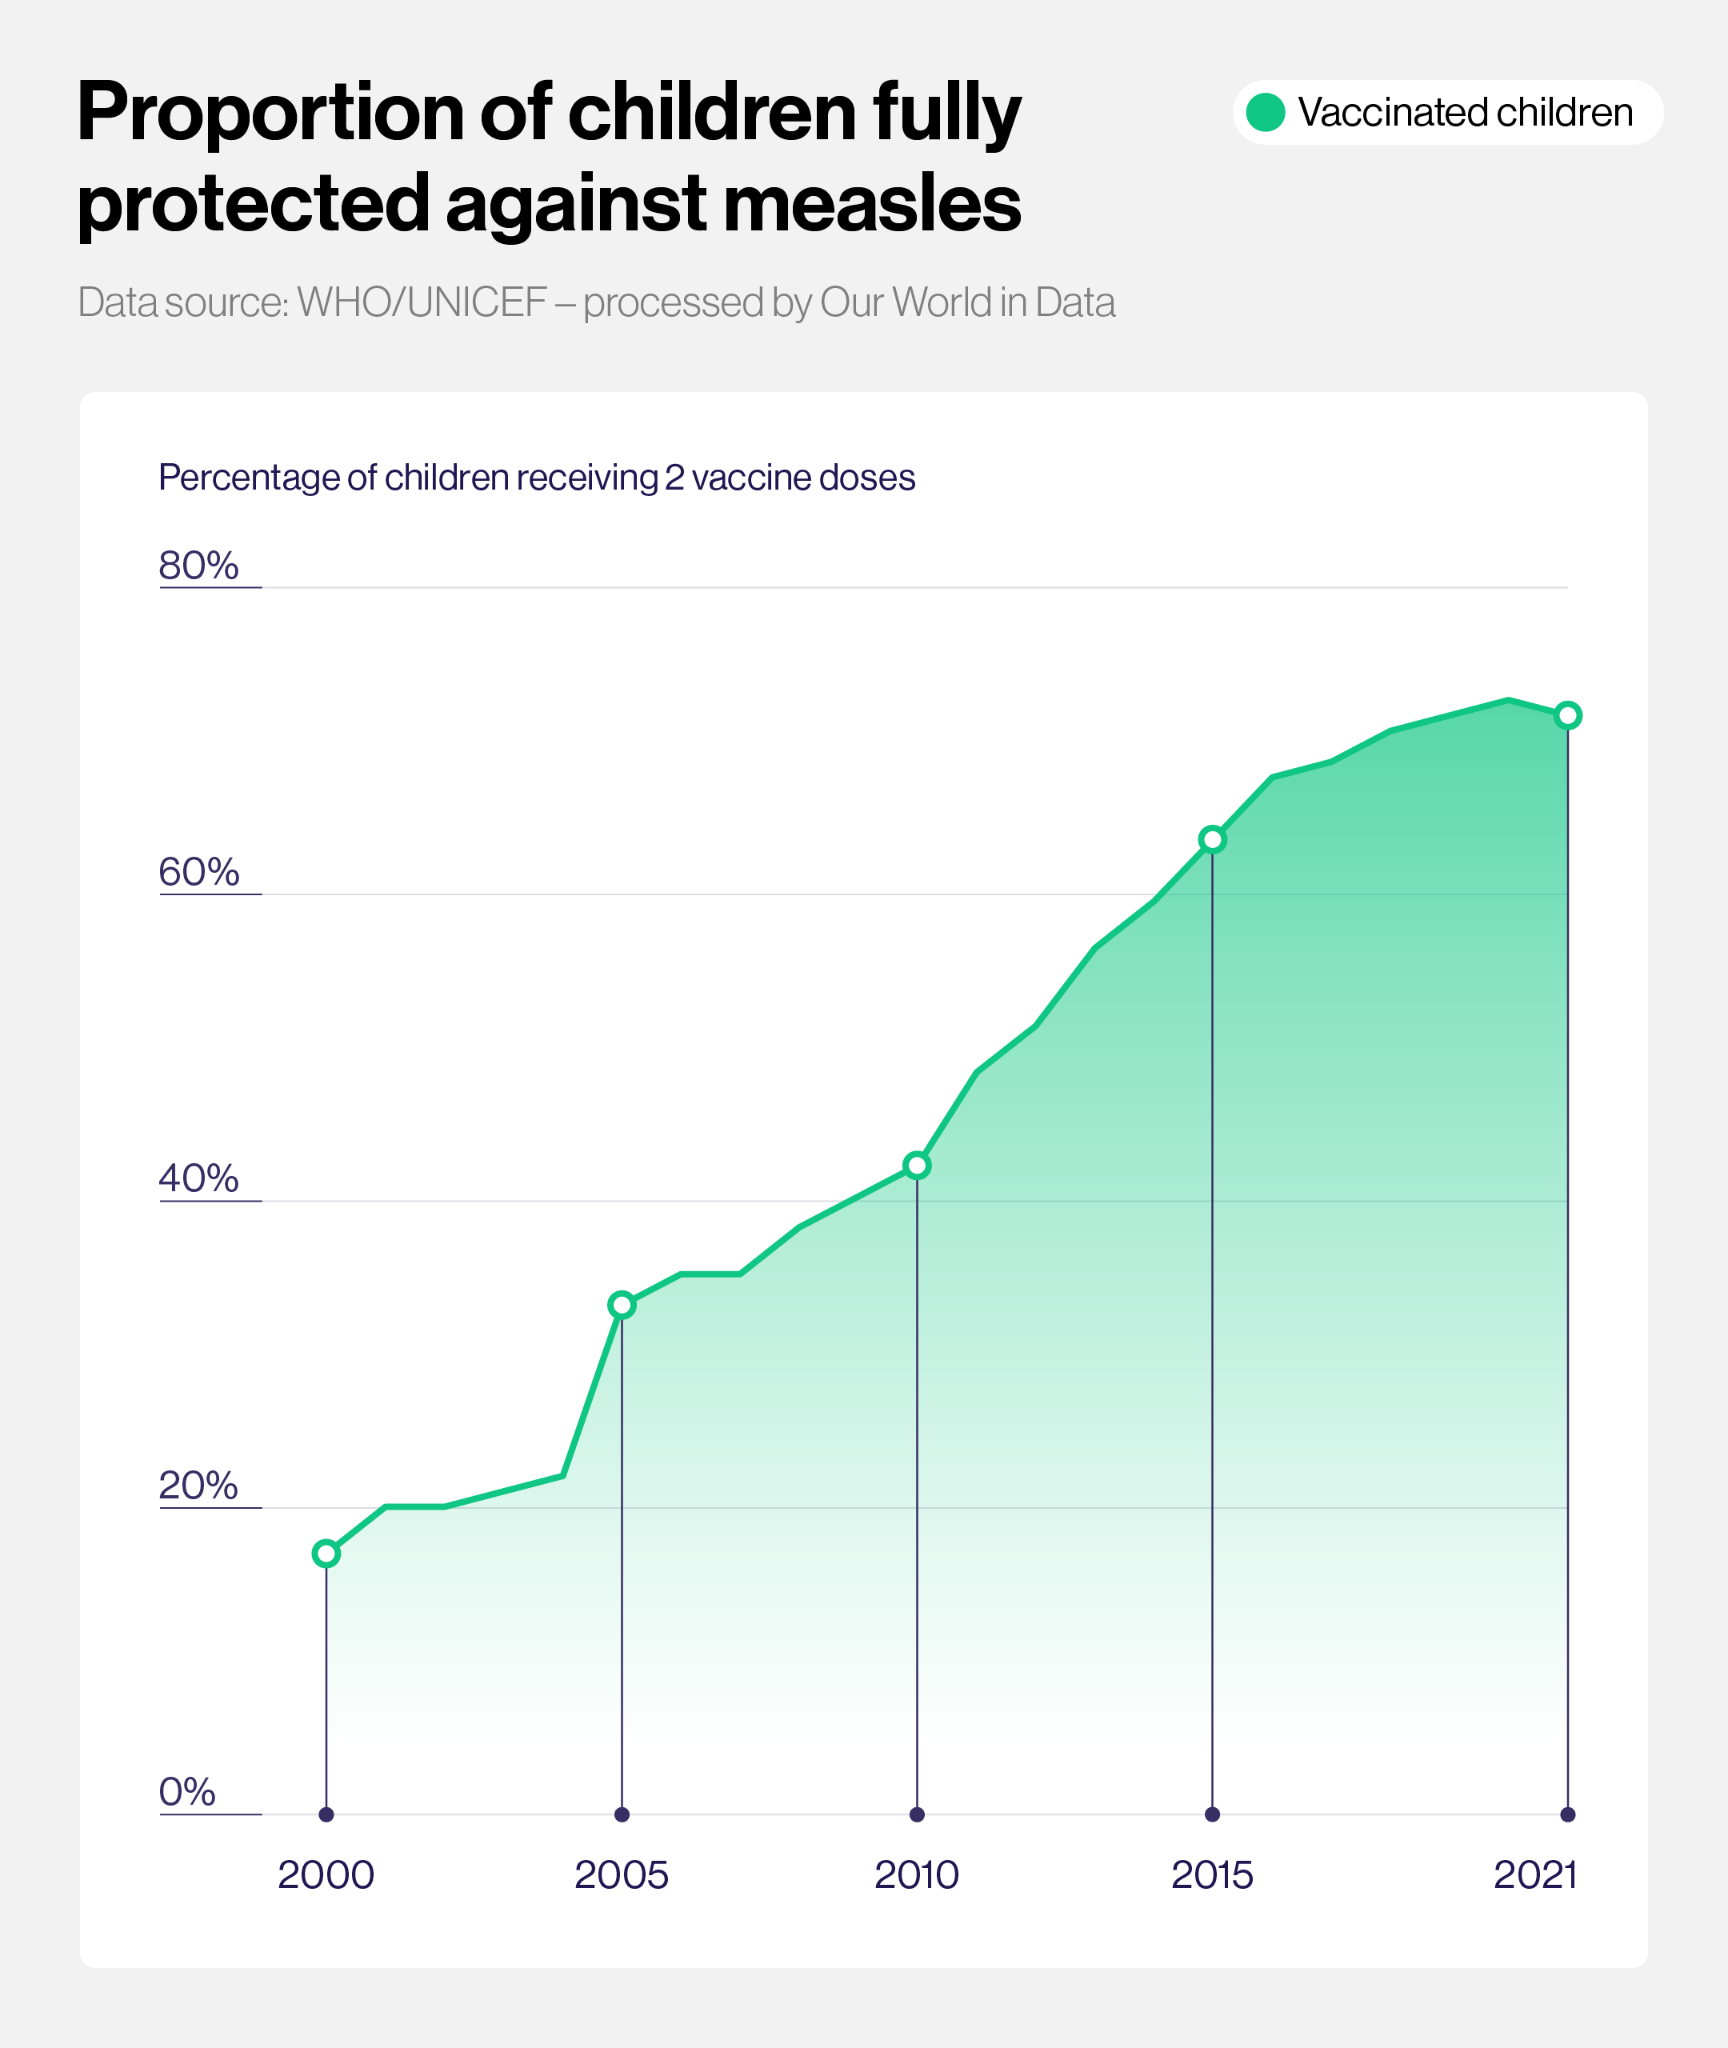 Proportion of children fully
protected against measles
Vaccinated children
Data source: WHO/UNICEF – processed by Our World in Data
Percentage of children receiving 2 vaccine doses
80%
60%
40%
20%
0%
2000 2005 2010 2015 2021